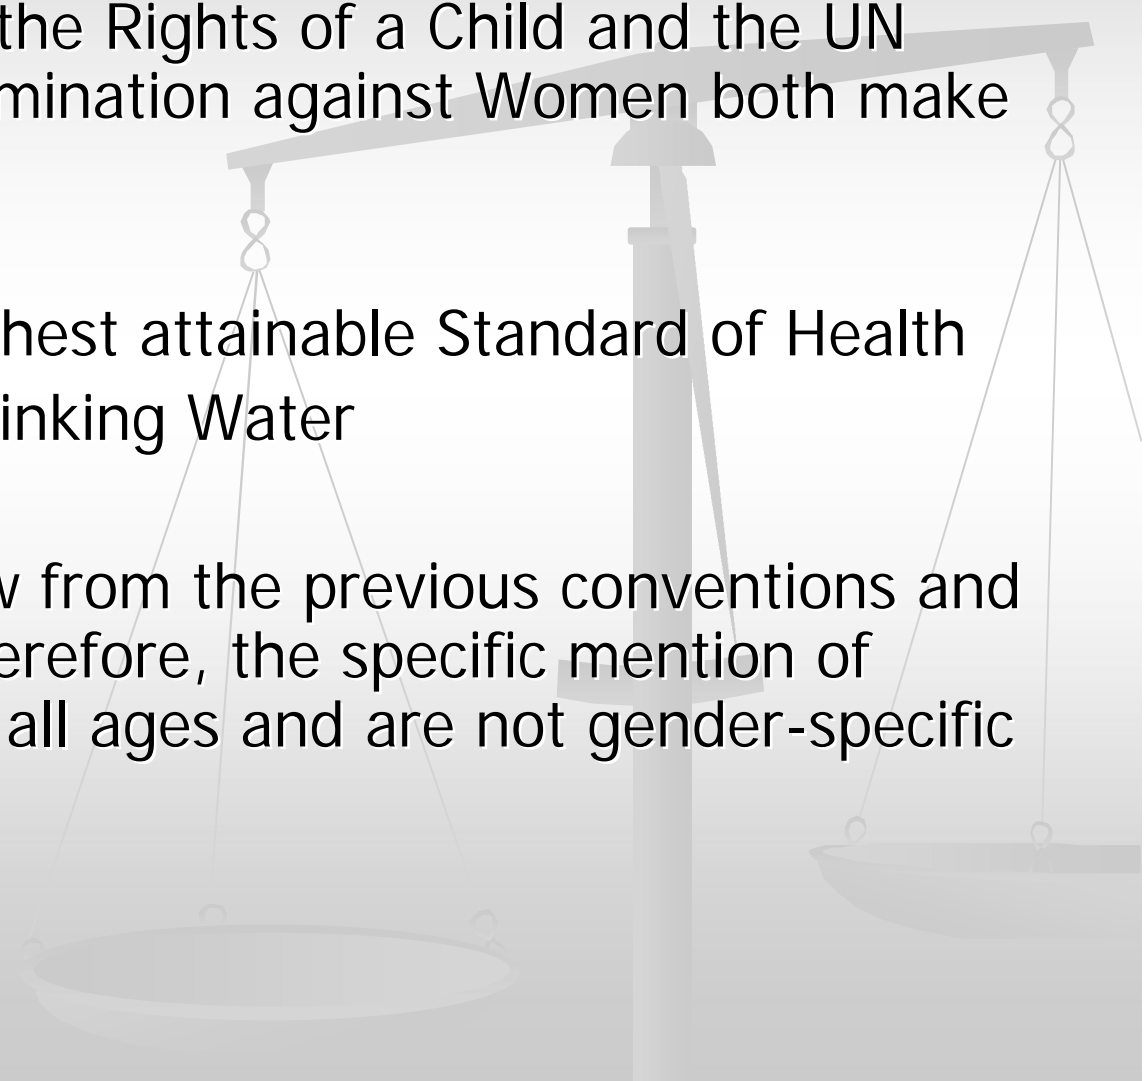 the Rights of a Child and the UN
mination against Women both make
hest attainable Standard of Health
inking Water
w from the previous conventions and
erefore, the specific mention of
all ages and are not gender-specific